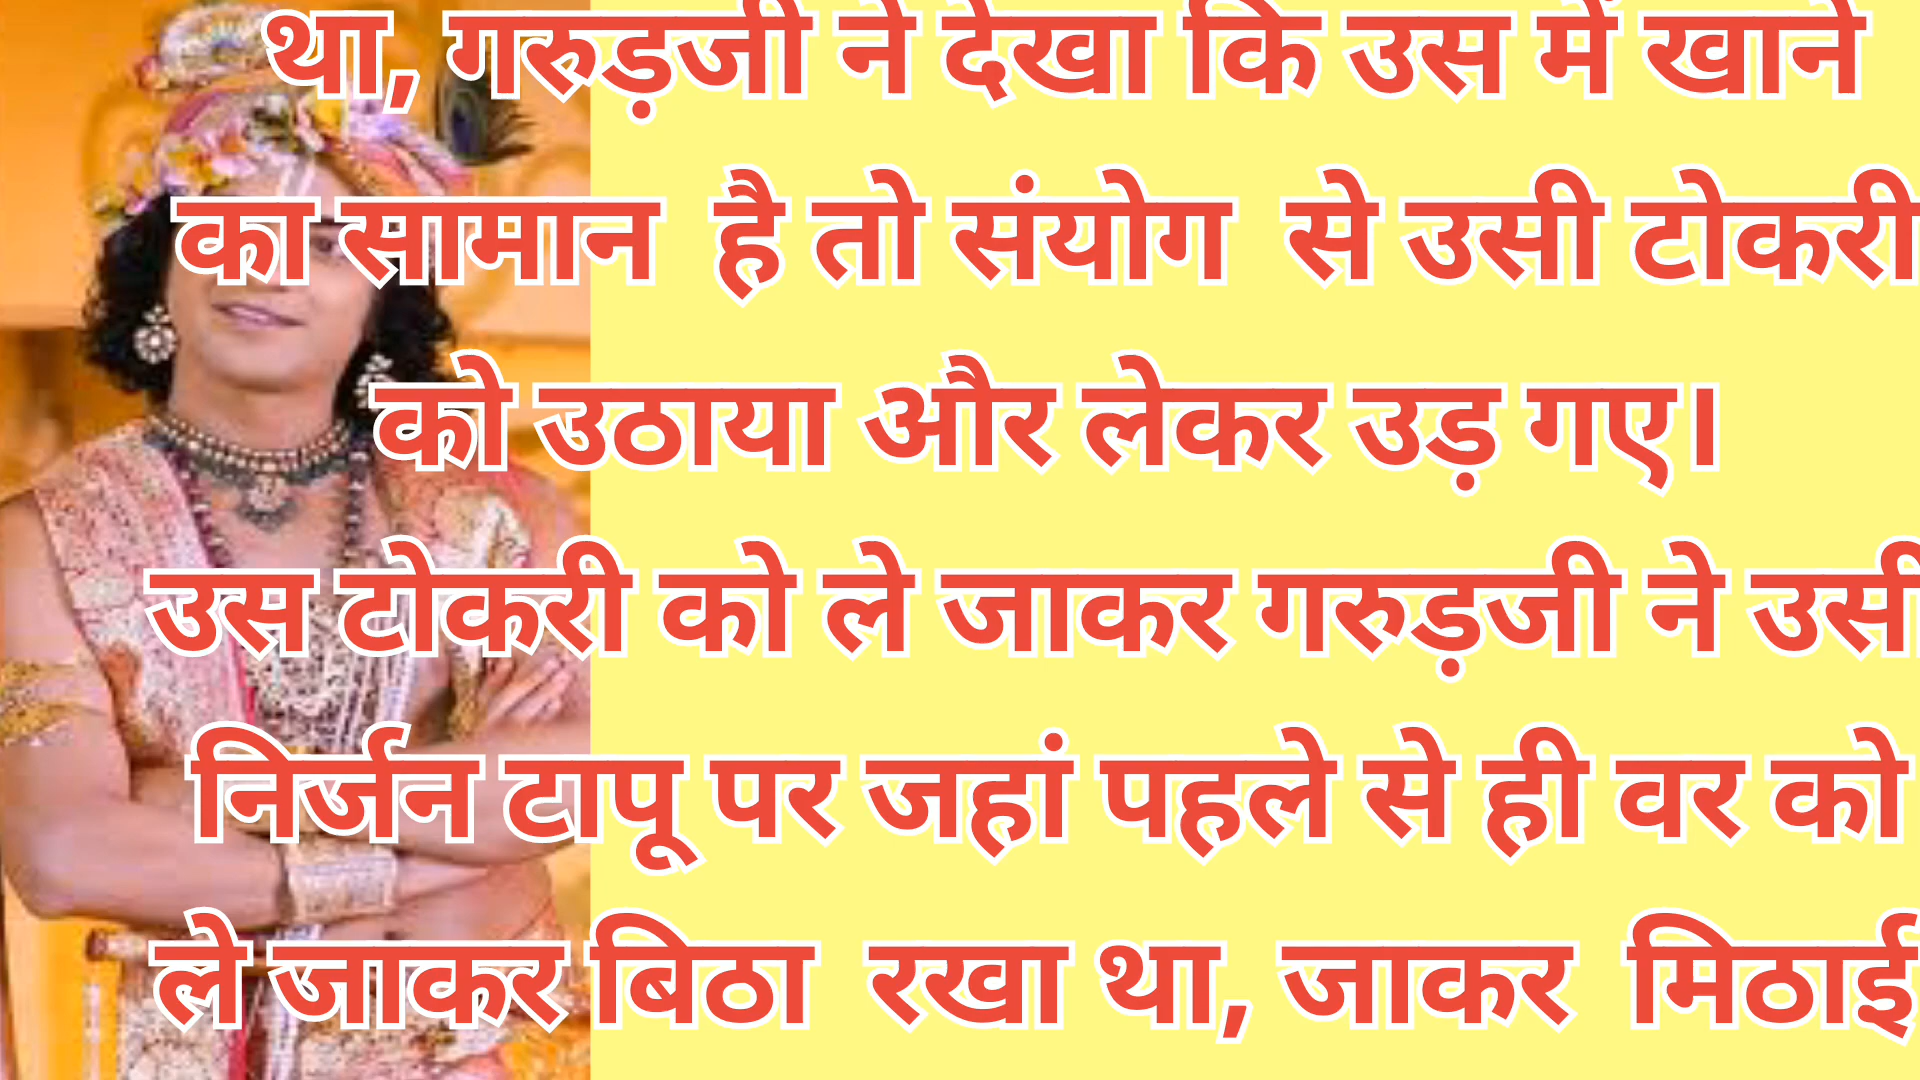 था, गरुड़जी ने देखा कि उस में खाने
का सामान है तो संयोग से उसी टोकरी
को उठाया और लेकर उड़ गए।
उस टोकरी को ले जाकर गरुड़जी ने उसी
निर्जन टापू पर जहां पहले से ही वर को
ले जाकर बिठा रखा था, जाकर मिठाई